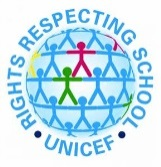 RIGHTS RESPECTING SCHOOL
• UNICEF •